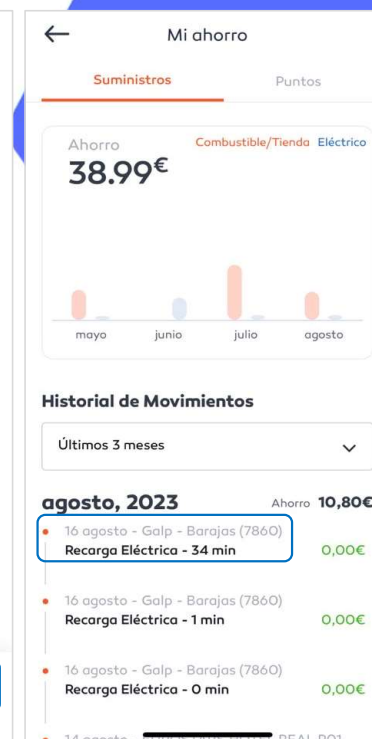 Mi ahorro
Suministros Puntos
Ahorro Combustible/Tienda Eléctrico
38.99€
mayo junio julio agosto
Historial de Movimientos
Últimos 3 meses
agosto, 2023 Ahorro 10,80€
16 agosto - Galp - Barajas (7860)
Recarga Eléctrica - 34 min 0,00€
16 agosto - Galp - Barajas (7860)
Recarga Eléctrica - 1 min 0,00€
16 agosto - Galp - Barajas (7860)
Recarga Eléctrica - 0 min 0,00€
14 agosto